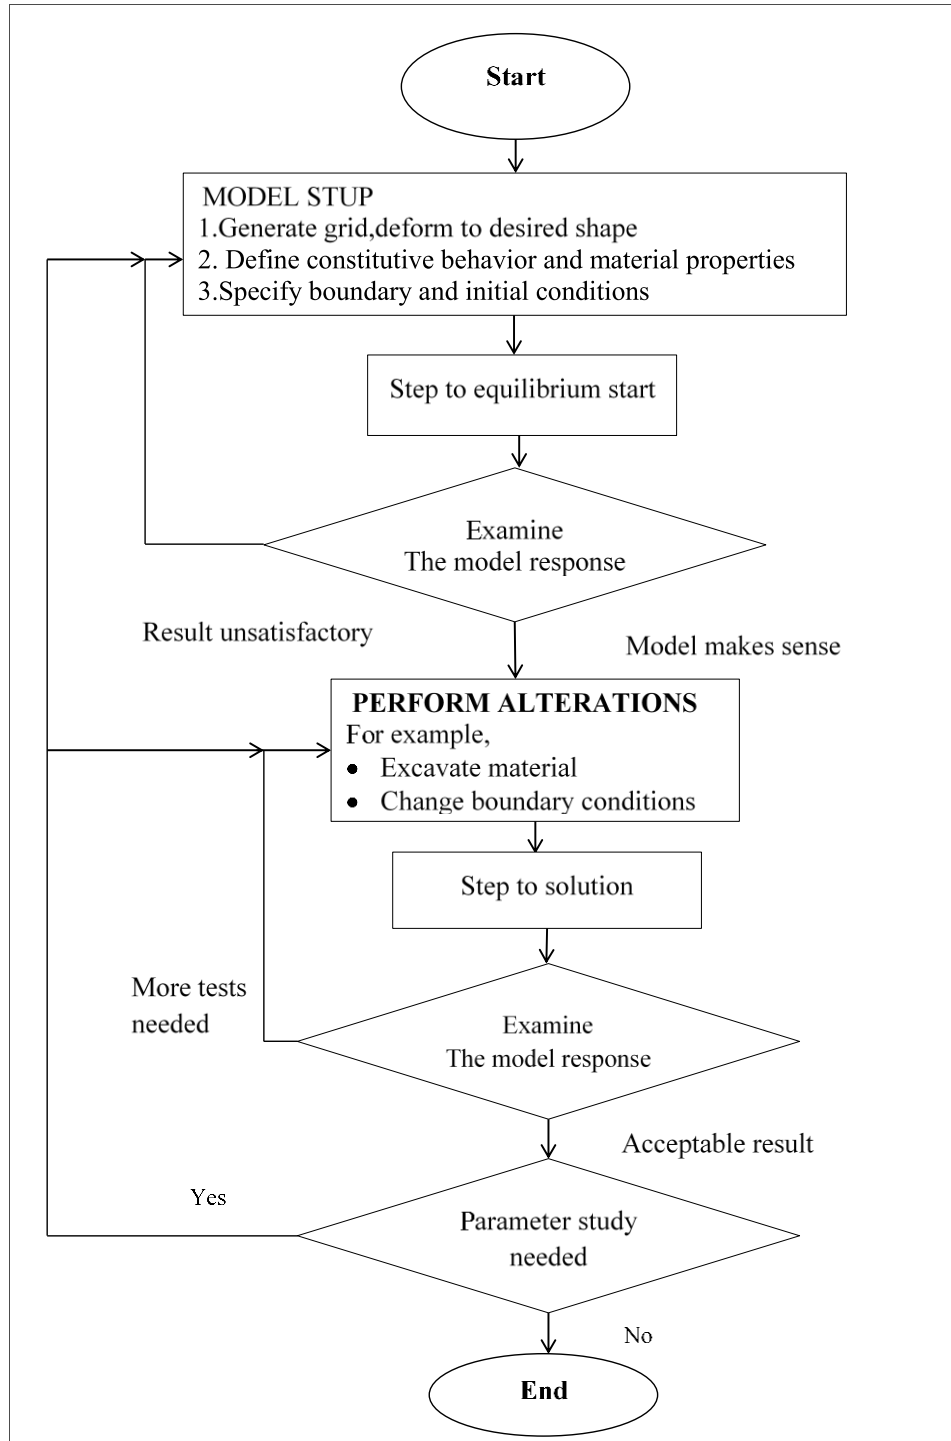 Start
MODEL STUP
1.Generate grid,deform to desired shape
2. Define constitutive behavior and material properties
3.Specify boundary and initial conditions
Step to equilibrium start
Examine
The model response
Result unsatisfactory
Model makes sense
PERFORM ALTERATIONS
For example,
• Excavate material
• Change boundary conditions
Step to solution
More tests
needed
Examine
The model response
Acceptable result
Yes
Parameter study
needed
No
End